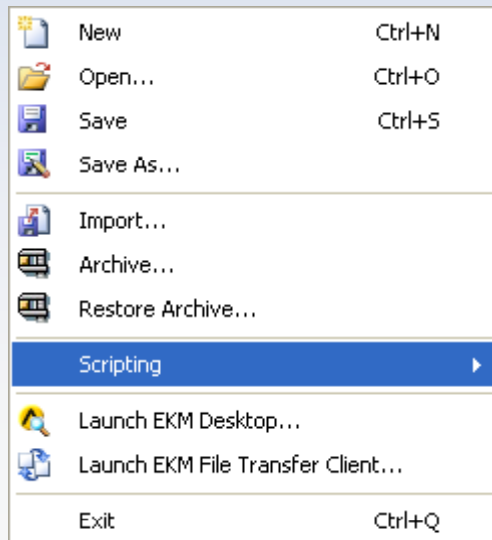 New Ctrl+N
Open... Ctrl+O
Save Ctrl+S
Save As...
Import...
Archive...
Restore Archive...
Scripting
Launch EKM Desktop...
Launch EKM File Transfer Client...
Exit Ctrl+Q